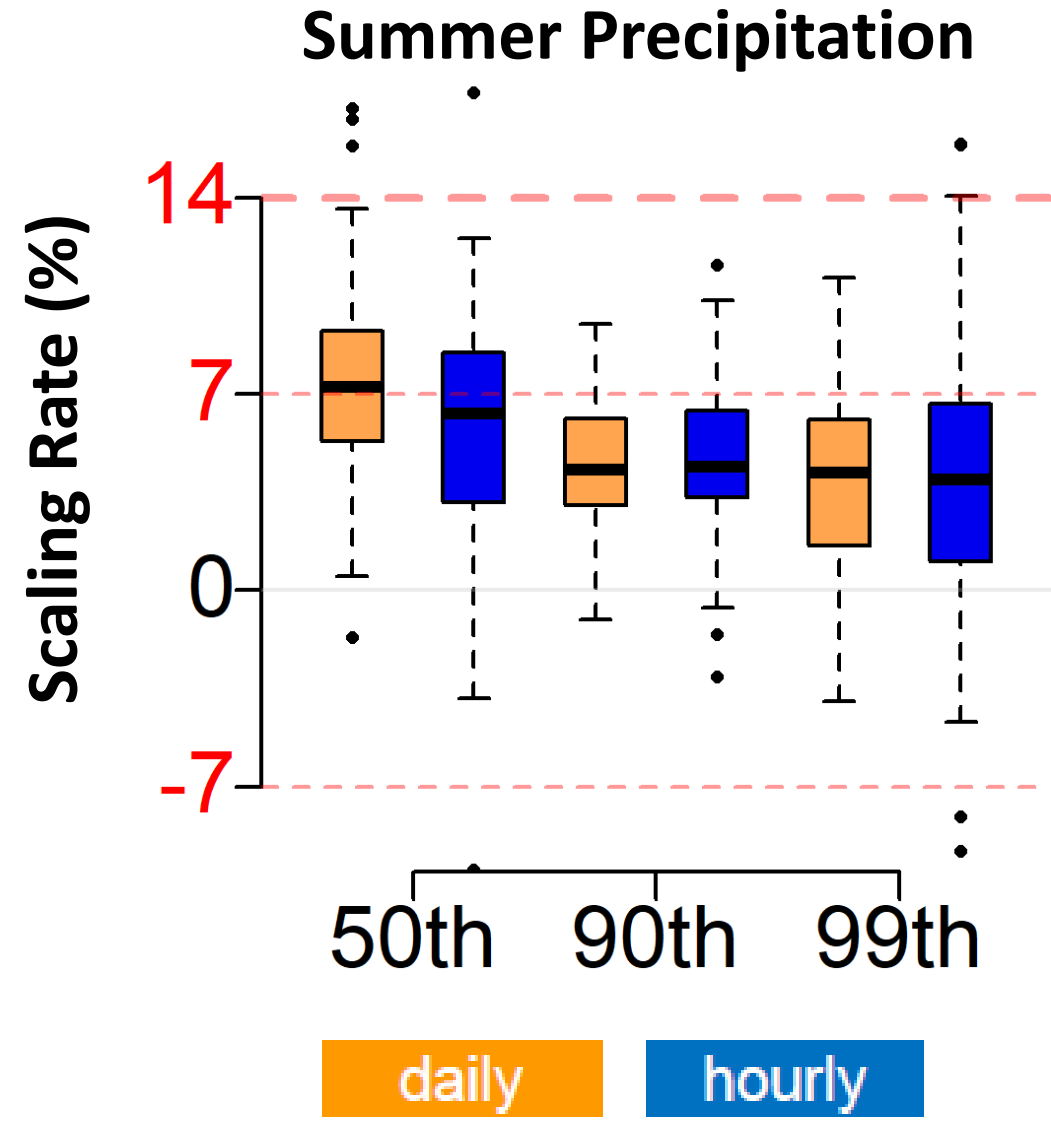 Summer Precipitation
Scaling Rate (%)
14
7
0
-7
50th 90th 99th
daily hourly